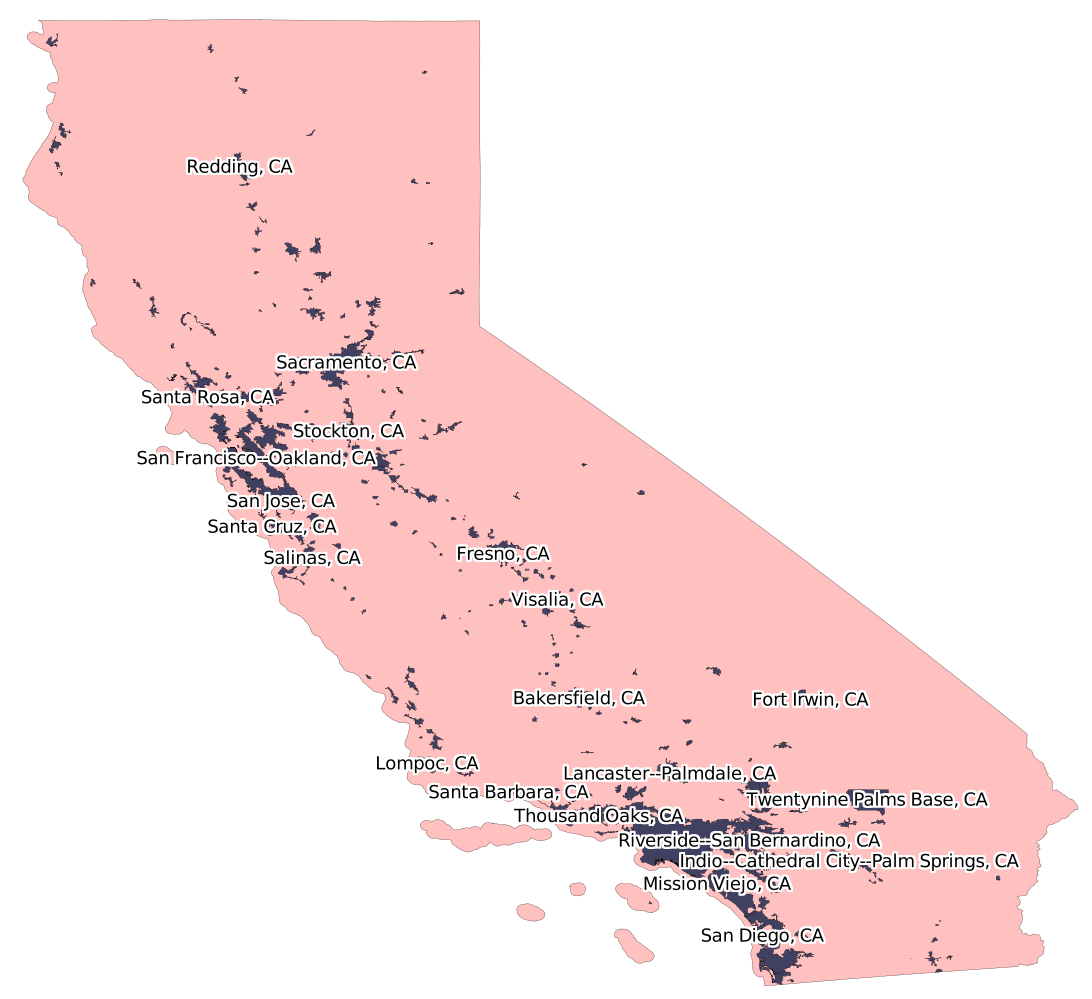 Redding, CA
Sacramento, CA
Santa Rosa, CA
Stockton, CA
San Francisco--Oakland, CA
San Jose, CA
Santa Cruz, CA
Salinas, CA
Fresno, CA
Visalia, CA
Bakersfield, CA
Fort Irwin, CA
Lompoc, CA
Lancaster--Palmdale, CA
Santa Barbara, CA
Twentynine Palms Base, CA
Thousand Oaks, CA
Riverside--San Bernardino, CA
Indio--Cathedral City--Palm Springs, CA
Mission Viejo, CA
San Diego, CA